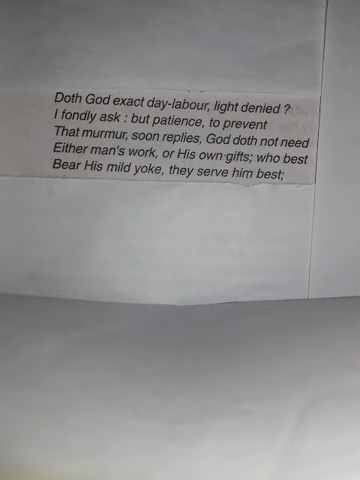 Doth God exact day-labour, light denied ?
I fondly ask : but patience, to prevent
That murmur, soon replies, God doth not need
Either man's work, or His own gifts; who best
Bear His mild yoke, they serve him best;